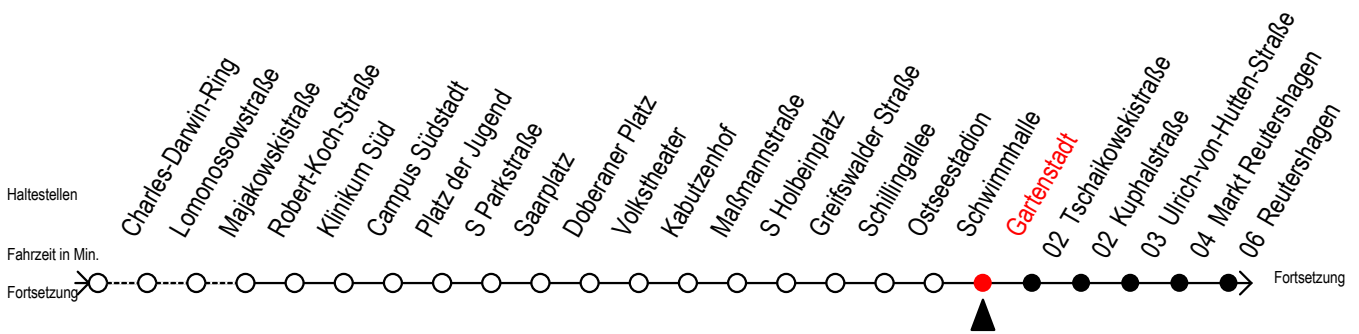 Haltestellen
Charles-Darwin-Ring
Lomonossowstraße
Majakowskistraße
Robert-Koch-Straße
Klinikum Süd
Campus Südstadt
Platz der Jugend
S Parkstraße
Saarplatz
Doberaner Platz
Volkstheater
Kabutzenhof
Maßmannstraße
S Holbeinplatz
Greifswalder Straße
Schillingallee
Ostseestadion
Schwimmhalle
Gartenstadt
02 Tschaikowskistraße
02 Kuphalstraße
03 Ulrich-von-Hutten-Straße
04 Markt Reutershagen
06 Reutershagen
Fahrzeit in Min.
Fortsetzung
Fortsetzung